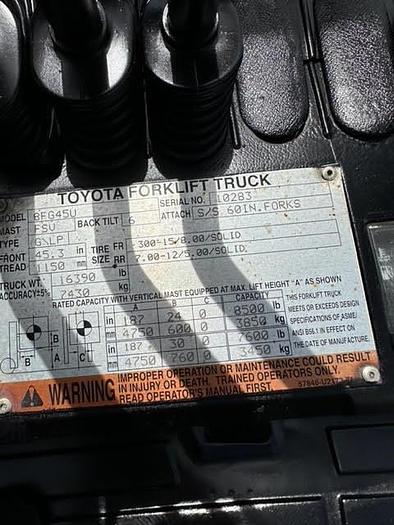 TOYOTA FORKLIFT TRUCK
MODEL 8FG45U SERIAL NO. 10283
MAST FSV BACK TILT 6 ATTACH S/S 60IN.FORKS
TYPE G\LP
FRONT TREAD 45.3 in TIRE FR 300-15/8.00/SOLID
1150 mm SIZE RR 7.00-12/5.00/SOLID
TRUCK WT. 16390 lb
ACCURACY±5% 7430 kg
RATED CAPACITY WITH VERTICAL MAST EQUIPPED AT MAX. LIFT HEIGHT "A" AS SHOWN
A B C CAPACITY
in 187 24 0 8500 lb
mm 4750 600 0 3850 kg
in 187 30 0 7600 lb
mm 4750 760 0 3450 kg
B A C B
THIS FORKLIFT TRUCK
MEETS OR EXCEEDS DESIGN
SPECIFICATIONS OF ASME/
ANSI B56.1 IN EFFECT ON
THE DATE OF MANUFACTURE.
WARNING
IMPROPER OPERATION OR MAINTENANCE COULD RESULT
IN INJURY OR DEATH. TRAINED OPERATORS ONLY.
READ OPERATOR'S MANUAL FIRST.